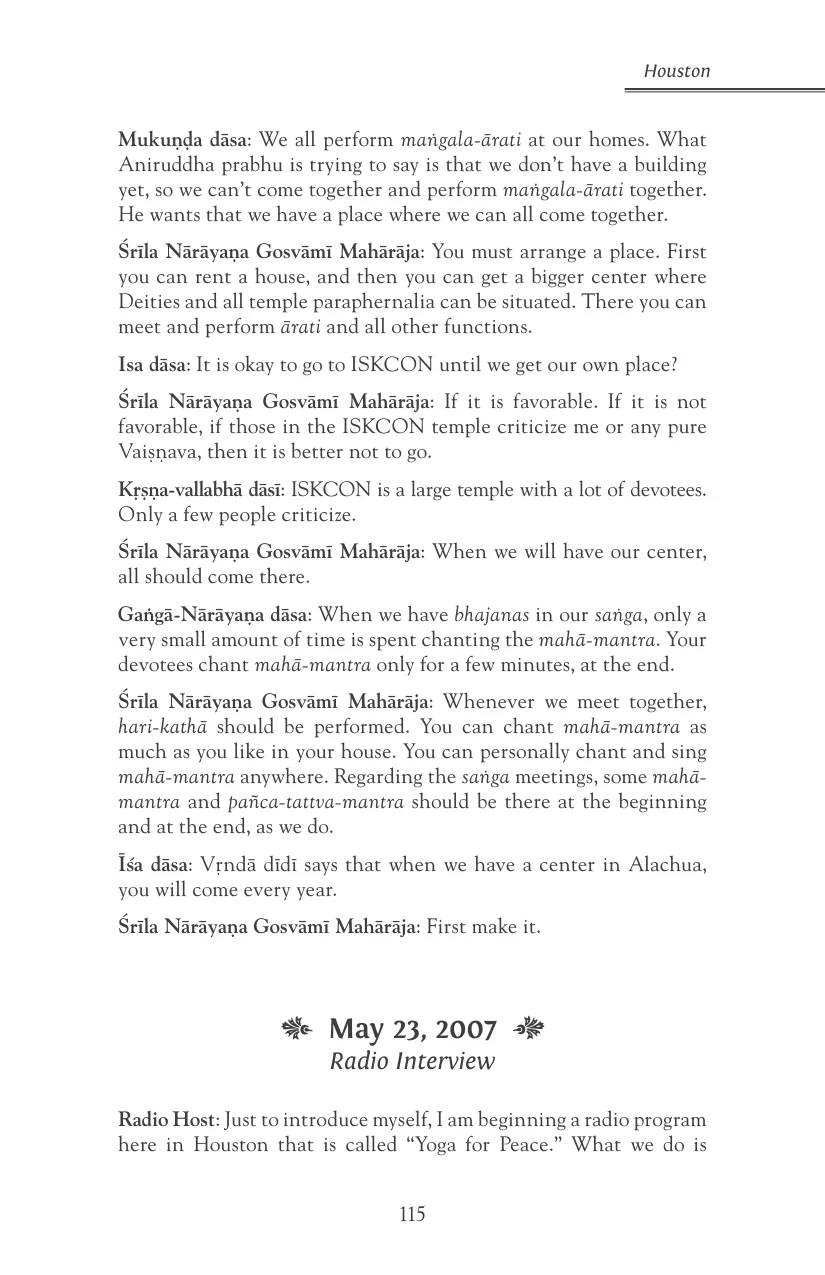 Houston
Mukuṇḍa dāsa: We all perform maṅgala-ārati at our homes. What
Aniruddha prabhu is trying to say is that we don’t have a building
yet, so we can’t come together and perform maṅgala-ārati together.
He wants that we have a place where we can all come together.
Śrīla Nārāyaṇa Gosvāmī Mahārāja: You must arrange a place. First
you can rent a house, and then you can get a bigger center where
Deities and all temple paraphernalia can be situated. There you can
meet and perform ārati and all other functions.
Isa dāsa: It is okay to go to ISKCON until we get our own place?
Śrīla Nārāyaṇa Gosvāmī Mahārāja: If it is favorable. If it is not
favorable, if those in the ISKCON temple criticize me or any pure
Vaiṣṇava, then it is better not to go.
Kṛṣṇa-vallabhā dāsī: ISKCON is a large temple with a lot of devotees.
Only a few people criticize.
Śrīla Nārāyaṇa Gosvāmī Mahārāja: When we will have our center,
all should come there.
Gaṅgā-Nārāyaṇa dāsa: When we have bhajanas in our saṅga, only a
very small amount of time is spent chanting the mahā-mantra. Your
devotees chant mahā-mantra only for a few minutes, at the end.
Śrīla Nārāyaṇa Gosvāmī Mahārāja: Whenever we meet together,
hari-kathā should be performed. You can chant mahā-mantra as
much as you like in your house. You can personally chant and sing
mahā-mantra anywhere. Regarding the saṅga meetings, some mahā-
mantra and pañca-tattva-mantra should be there at the beginning
and at the end, as we do.
Īśa dāsa: Vṛndā dīdī says that when we have a center in Alachua,
you will come every year.
Śrīla Nārāyaṇa Gosvāmī Mahārāja: First make it.
May 23, 2007
Radio Interview
Radio Host: Just to introduce myself, I am beginning a radio program
here in Houston that is called “Yoga for Peace.” What we do is
115